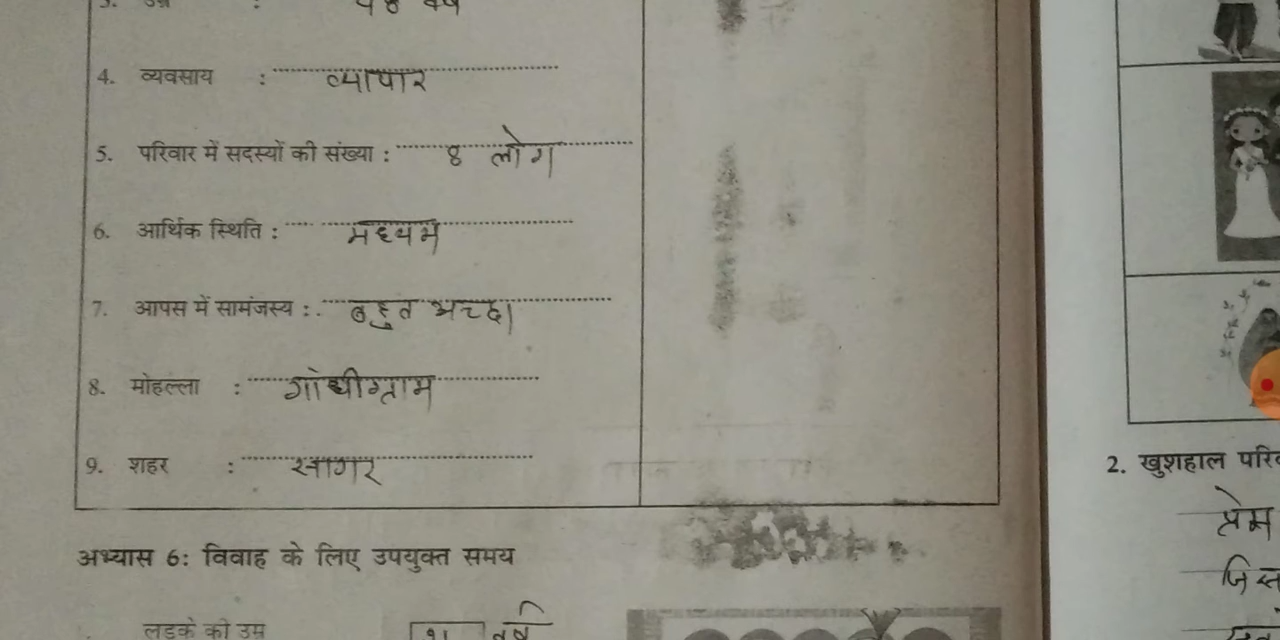 4. व्यवसाय : व्यापार
5. परिवार में सदस्यों की संख्या : 8 लोग
6. आर्थिक स्थिति : मध्यम
7. आपस में सामंजस्य : बहुत अच्छा
8. मोहल्ला : गांधीग्राम
9. शहर : सागर
अभ्यास 6: विवाह के लिए उपयुक्त समय
लड़के की उम्र वर्ष
2. खुशहाल
प्रेम